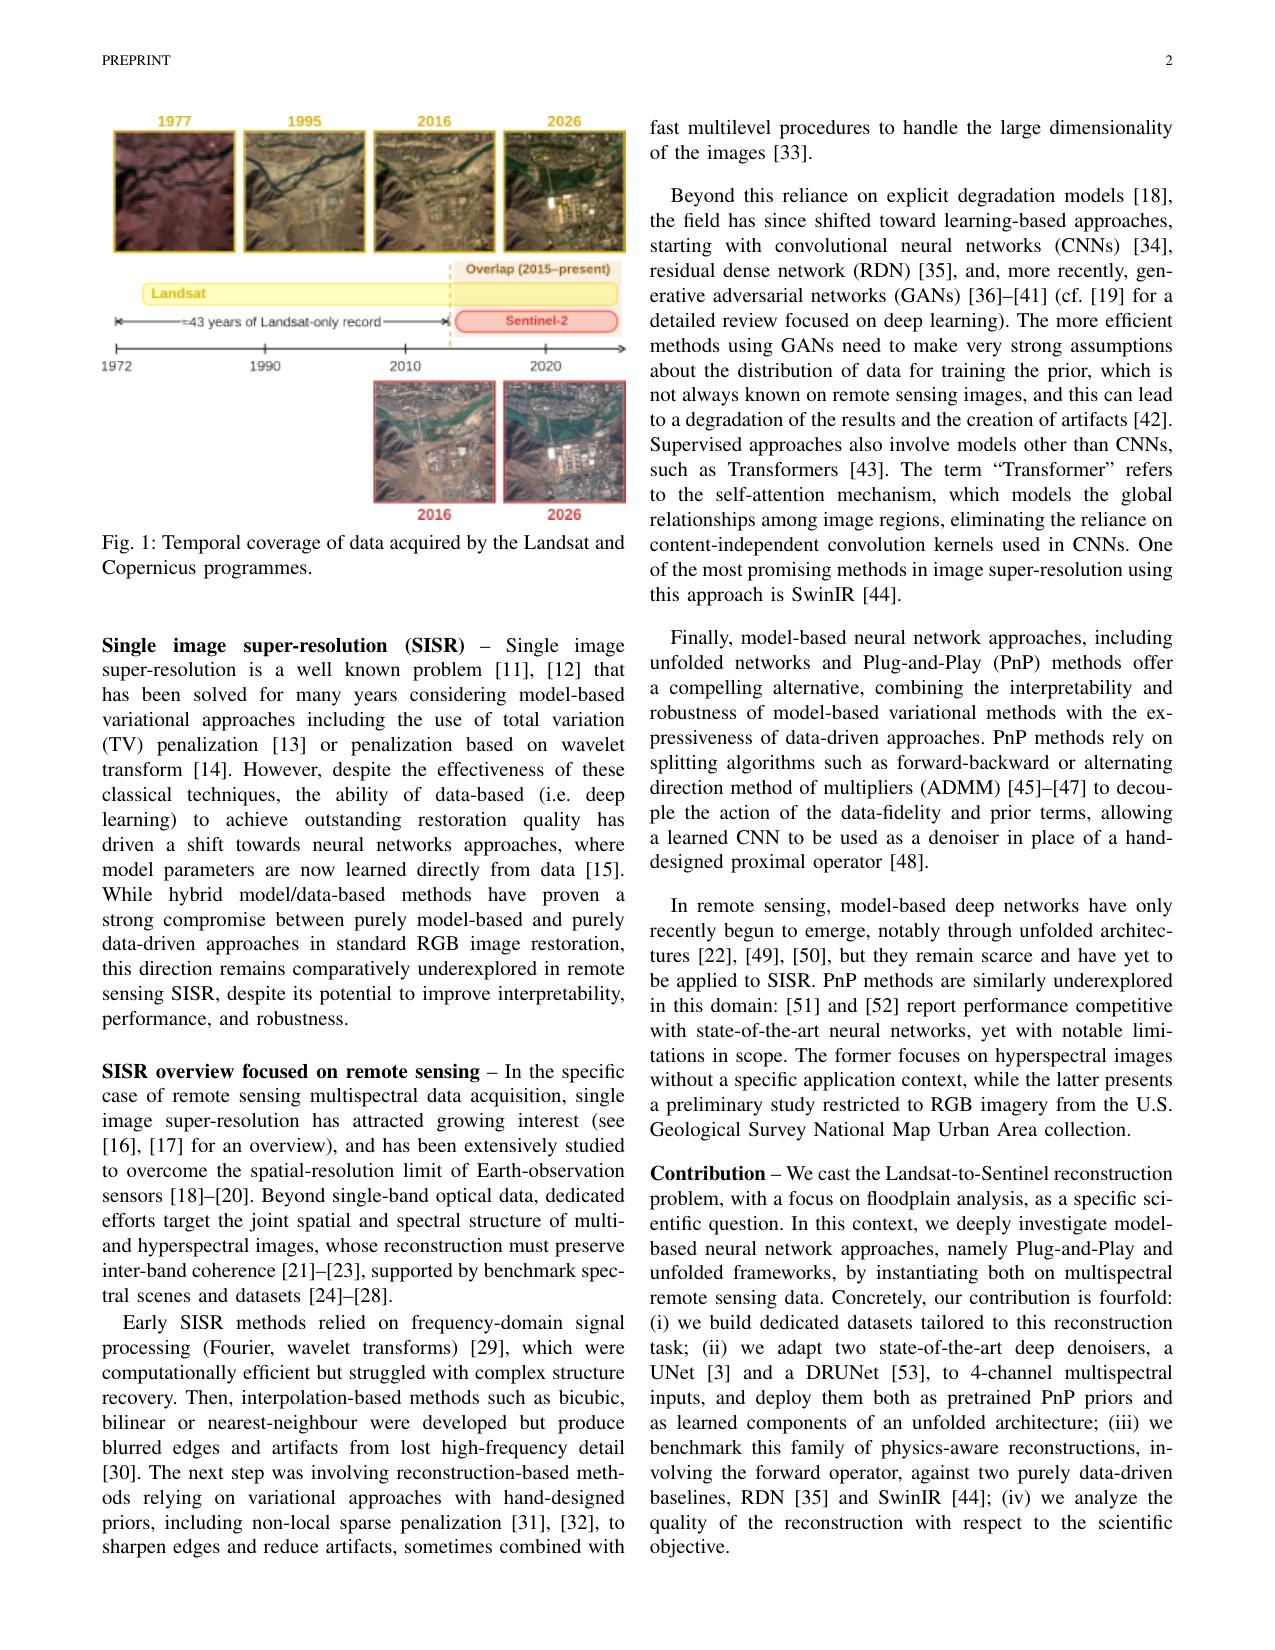 PREPRINT
2
1977 1995 2016 2026
Overlap (2015–present)
Landsat
≈43 years of Landsat-only record
Sentinel-2
1972 1990 2010 2020
2016 2026
Fig. 1: Temporal coverage of data acquired by the Landsat and
Copernicus programmes.
Single image super-resolution (SISR) – Single image
super-resolution is a well known problem [11], [12] that
has been solved for many years considering model-based
variational approaches including the use of total variation
(TV) penalization [13] or penalization based on wavelet
transform [14]. However, despite the effectiveness of these
classical techniques, the ability of data-based (i.e. deep
learning) to achieve outstanding restoration quality has
driven a shift towards neural networks approaches, where
model parameters are now learned directly from data [15].
While hybrid model/data-based methods have proven a
strong compromise between purely model-based and purely
data-driven approaches in standard RGB image restoration,
this direction remains comparatively underexplored in remote
sensing SISR, despite its potential to improve interpretability,
performance, and robustness.
SISR overview focused on remote sensing – In the specific
case of remote sensing multispectral data acquisition, single
image super-resolution has attracted growing interest (see
[16], [17] for an overview), and has been extensively studied
to overcome the spatial-resolution limit of Earth-observation
sensors [18]–[20]. Beyond single-band optical data, dedicated
efforts target the joint spatial and spectral structure of multi-
and hyperspectral images, whose reconstruction must preserve
inter-band coherence [21]–[23], supported by benchmark spec-
tral scenes and datasets [24]–[28].
Early SISR methods relied on frequency-domain signal
processing (Fourier, wavelet transforms) [29], which were
computationally efficient but struggled with complex structure
recovery. Then, interpolation-based methods such as bicubic,
bilinear or nearest-neighbour were developed but produce
blurred edges and artifacts from lost high-frequency detail
[30]. The next step was involving reconstruction-based meth-
ods relying on variational approaches with hand-designed
priors, including non-local sparse penalization [31], [32], to
sharpen edges and reduce artifacts, sometimes combined with
fast multilevel procedures to handle the large dimensionality
of the images [33].
Beyond this reliance on explicit degradation models [18],
the field has since shifted toward learning-based approaches,
starting with convolutional neural networks (CNNs) [34],
residual dense network (RDN) [35], and, more recently, gen-
erative adversarial networks (GANs) [36]–[41] (cf. [19] for a
detailed review focused on deep learning). The more efficient
methods using GANs need to make very strong assumptions
about the distribution of data for training the prior, which is
not always known on remote sensing images, and this can lead
to a degradation of the results and the creation of artifacts [42].
Supervised approaches also involve models other than CNNs,
such as Transformers [43]. The term “Transformer” refers
to the self-attention mechanism, which models the global
relationships among image regions, eliminating the reliance on
content-independent convolution kernels used in CNNs. One
of the most promising methods in image super-resolution using
this approach is SwinIR [44].
Finally, model-based neural network approaches, including
unfolded networks and Plug-and-Play (PnP) methods offer
a compelling alternative, combining the interpretability and
robustness of model-based variational methods with the ex-
pressiveness of data-driven approaches. PnP methods rely on
splitting algorithms such as forward-backward or alternating
direction method of multipliers (ADMM) [45]–[47] to decou-
ple the action of the data-fidelity and prior terms, allowing
a learned CNN to be used as a denoiser in place of a hand-
designed proximal operator [48].
In remote sensing, model-based deep networks have only
recently begun to emerge, notably through unfolded architec-
tures [22], [49], [50], but they remain scarce and have yet to
be applied to SISR. PnP methods are similarly underexplored
in this domain: [51] and [52] report performance competitive
with state-of-the-art neural networks, yet with notable limi-
tations in scope. The former focuses on hyperspectral images
without a specific application context, while the latter presents
a preliminary study restricted to RGB imagery from the U.S.
Geological Survey National Map Urban Area collection.
Contribution – We cast the Landsat-to-Sentinel reconstruction
problem, with a focus on floodplain analysis, as a specific sci-
entific question. In this context, we deeply investigate model-
based neural network approaches, namely Plug-and-Play and
unfolded frameworks, by instantiating both on multispectral
remote sensing data. Concretely, our contribution is fourfold:
(i) we build dedicated datasets tailored to this reconstruction
task; (ii) we adapt two state-of-the-art deep denoisers, a
UNet [3] and a DRUNet [53], to 4-channel multispectral
inputs, and deploy them both as pretrained PnP priors and
as learned components of an unfolded architecture; (iii) we
benchmark this family of physics-aware reconstructions, in-
volving the forward operator, against two purely data-driven
baselines, RDN [35] and SwinIR [44]; (iv) we analyze the
quality of the reconstruction with respect to the scientific
objective.